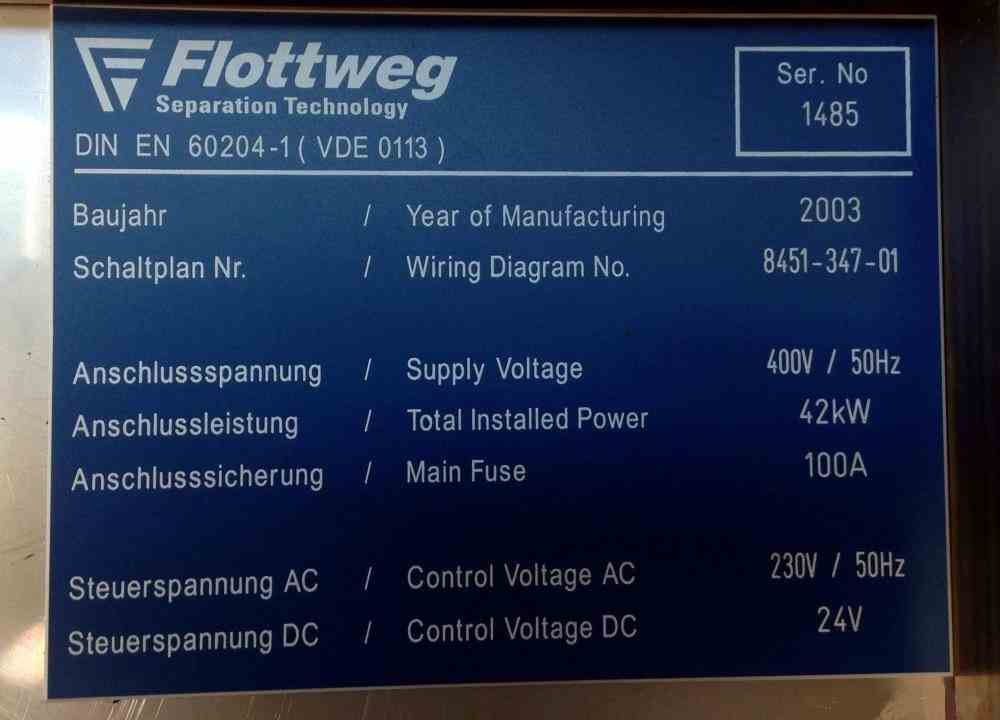 Flottweg
Separation Technology
DIN EN 60204-1 ( VDE 0113 )
Ser. No
1485
Baujahr / Year of Manufacturing 2003
Schaltplan Nr. / Wiring Diagram No. 8451-347-01
Anschlussspannung / Supply Voltage 400V / 50Hz
Anschlussleistung / Total Installed Power 42kW
Anschlusssicherung / Main Fuse 100A
Steuerspannung AC / Control Voltage AC 230V / 50Hz
Steuerspannung DC / Control Voltage DC 24V